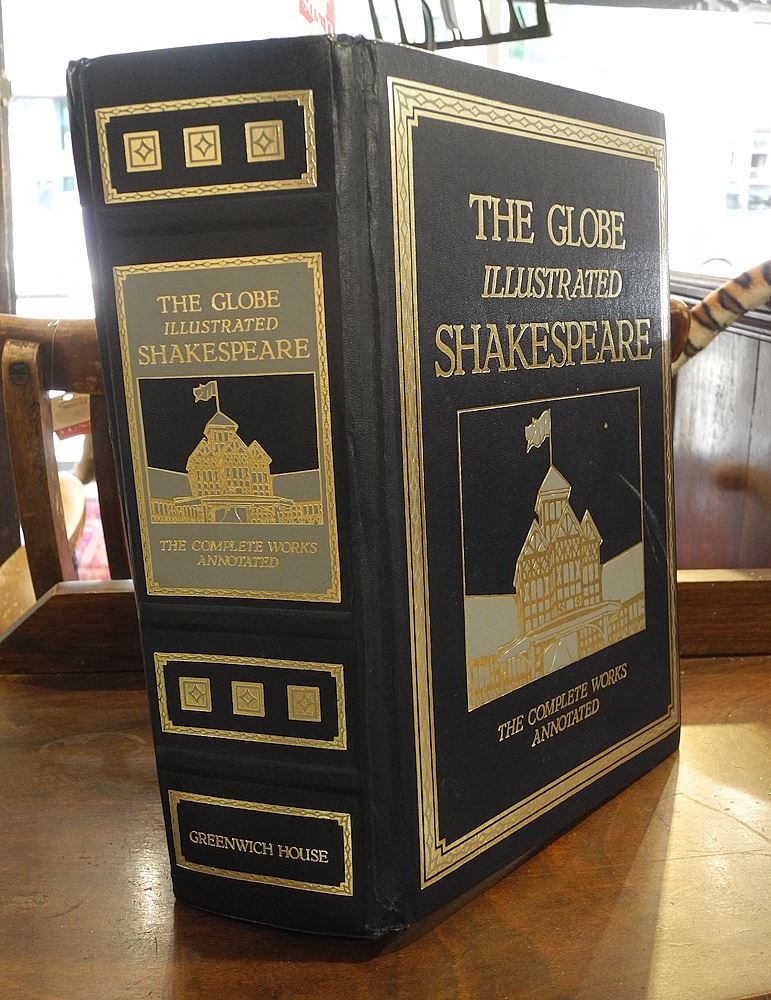 THE GLOBE
ILLUSTRATED
SHAKESPEARE
THE COMPLETE WORKS
ANNOTATED
GREENWICH HOUSE
THE GLOBE
ILLUSTRATED
SHAKESPEARE
THE COMPLETE WORKS
ANNOTATED